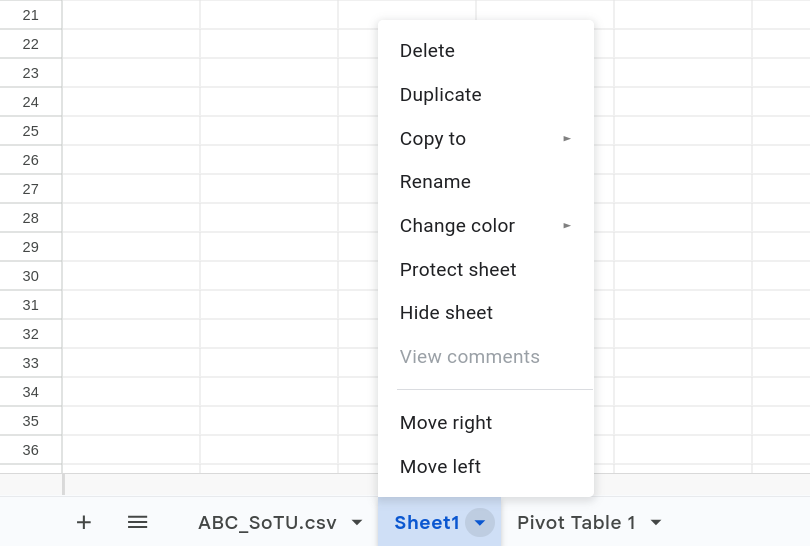 21
22
23
24
25
26
27
28
29
30
31
32
33
34
35
36
Delete
Duplicate
Copy to
Rename
Change color
Protect sheet
Hide sheet
View comments
Move right
Move left
ABC_SoTU.csv Sheet1 Pivot Table 1